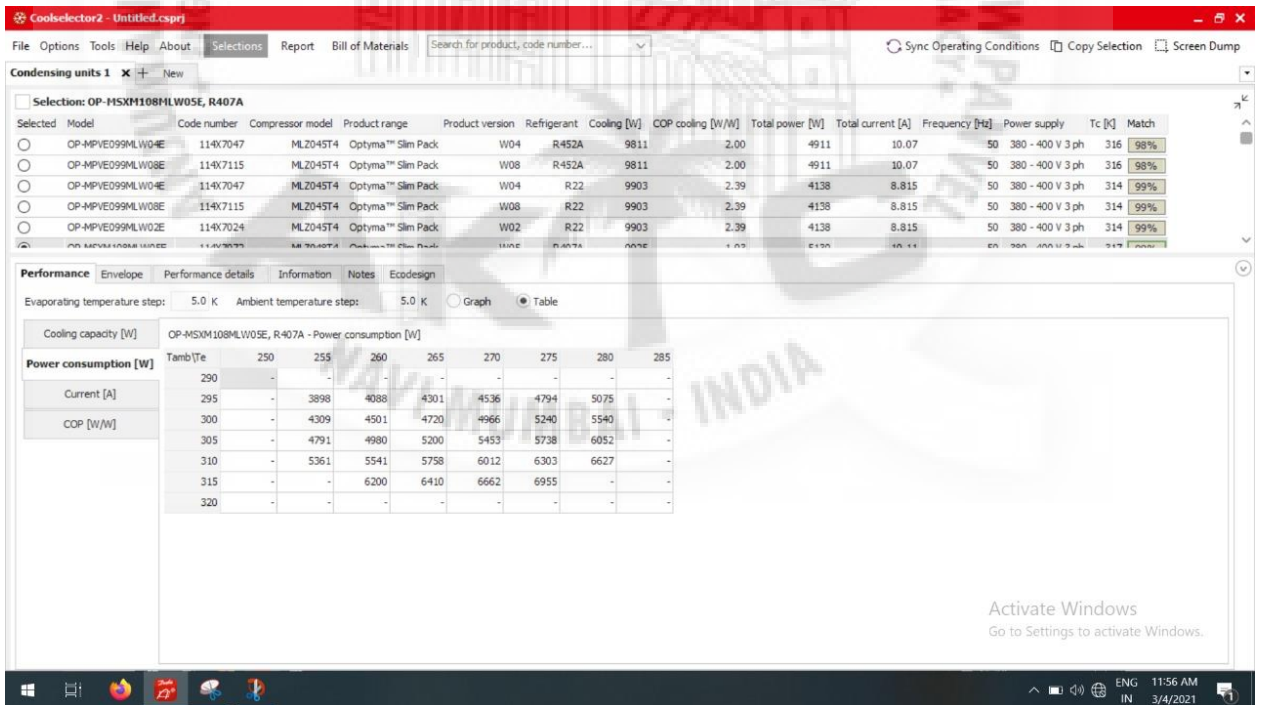 Coolselector2 - Untitled.csprj
File Options Tools Help About Selections Report Bill of Materials Search for product, code number... Sync Operating Conditions Copy Selection Screen Dump
Condensing units 1 × + New
Selection: OP-MSXM108MLW05E, R407A
Selected Model Code number Compressor model Product range Product version Refrigerant Cooling [W] COP cooling [W/W] Total power [W] Total current [A] Frequency [Hz] Power supply Tc [K] Match
OP-MPVE099MLW04E 114X7047 MLZ045T4 Optyma™ Slim Pack W04 R452A 9811 2.00 4911 10.07 50 380 - 400 V 3 ph 316 98%
OP-MPVE099MLW08E 114X7115 MLZ045T4 Optyma™ Slim Pack W08 R452A 9811 2.00 4911 10.07 50 380 - 400 V 3 ph 316 98%
OP-MPVE099MLW04E 114X7047 MLZ045T4 Optyma™ Slim Pack W04 R22 9903 2.39 4138 8.815 50 380 - 400 V 3 ph 314 99%
OP-MPVE099MLW08E 114X7115 MLZ045T4 Optyma™ Slim Pack W08 R22 9903 2.39 4138 8.815 50 380 - 400 V 3 ph 314 99%
OP-MPVE099MLW02E 114X7024 MLZ045T4 Optyma™ Slim Pack W02 R22 9903 2.39 4138 8.815 50 380 - 400 V 3 ph 314 99%
Performance Envelope Performance details Information Notes Ecodesign
Evaporating temperature step: 5.0 K Ambient temperature step: 5.0 K Graph Table
Cooling capacity [W] OP-MSXM108MLW05E, R407A - Power consumption [W]
Power consumption [W] Tamb\Te 250 255 260 265 270 275 280 285
290 - - - - - - - -
Current [A] 295 - 3898 4088 4301 4536 4794 5075 -
COP [W/W] 300 - 4309 4501 4720 4966 5240 5540 -
305 - 4791 4980 5200 5453 5738 6052 -
310 - 5361 5541 5758 6012 6303 6627 -
315 - - 6200 6410 6662 6955 - -
320 - - - - - - - -
NAVI MUMBAI - INDIA
Activate Windows
Go to Settings to activate Windows.
ENG 11:56 AM
IN 3/4/2021